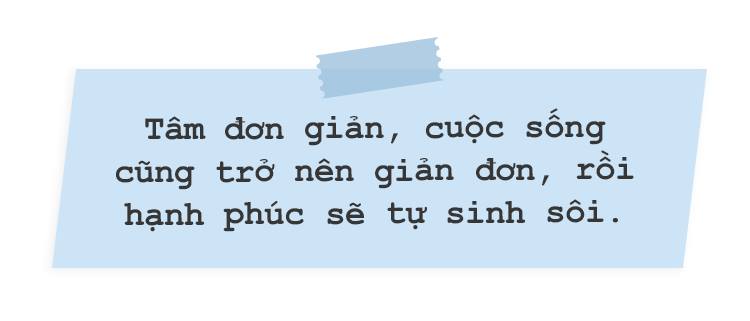 Tâm đơn giản, cuộc sống
cũng trở nên giản đơn, rồi
hạnh phúc sẽ tự sinh sôi.